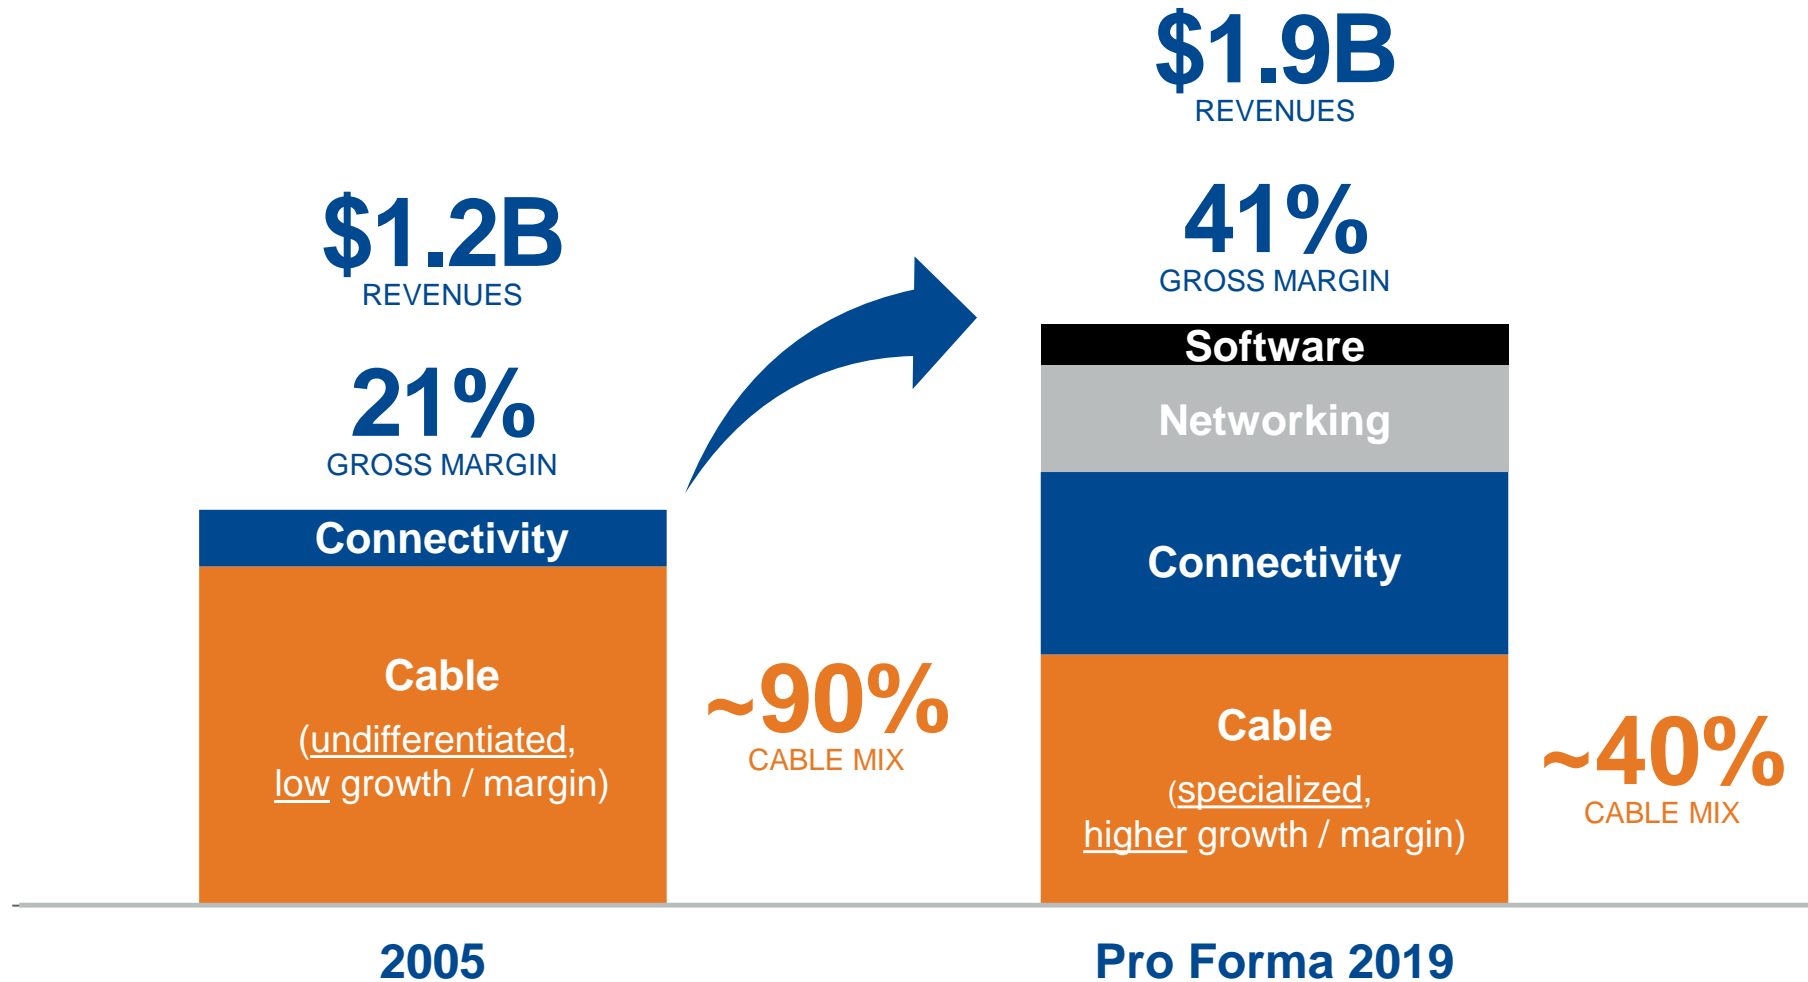 $1.2B
REVENUES
21%
GROSS MARGIN
Connectivity
Cable
(undifferentiated,
low growth / margin)
~90%
CABLE MIX
2005
$1.9B
REVENUES
41%
GROSS MARGIN
Software
Networking
Connectivity
Cable
(specialized,
higher growth / margin)
~40%
CABLE MIX
Pro Forma 2019